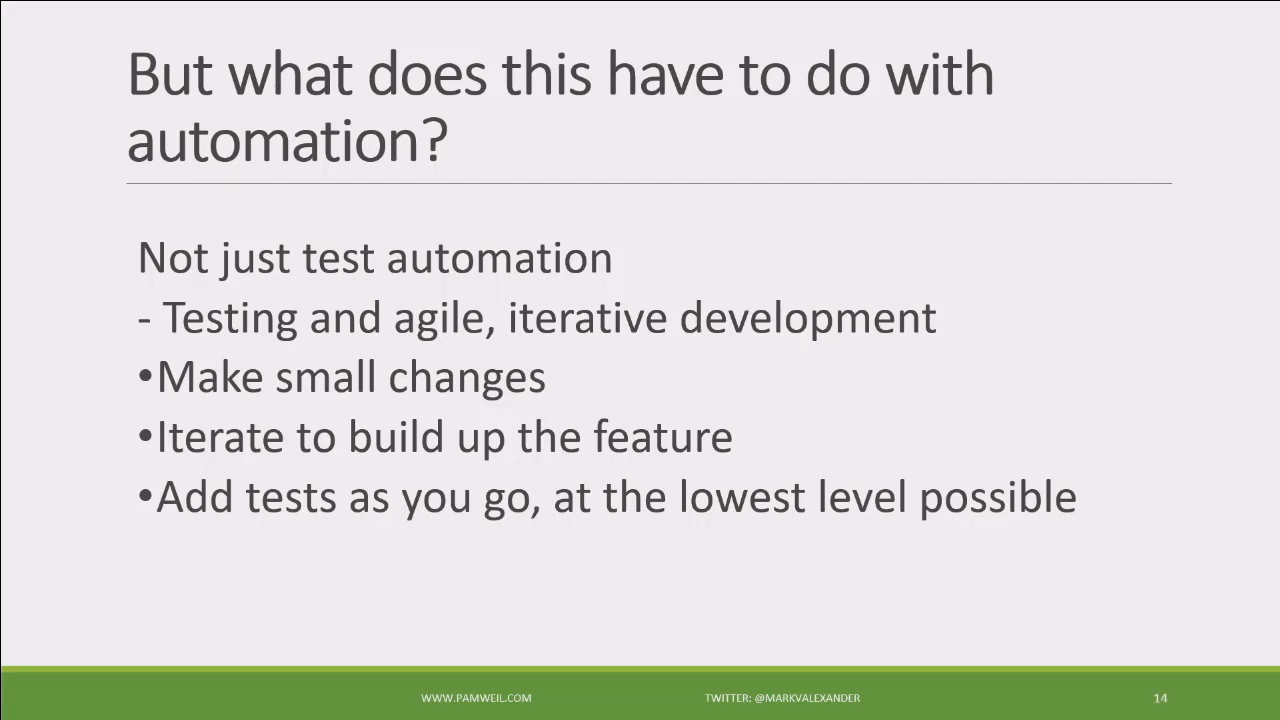 But what does this have to do with
automation?
Not just test automation
- Testing and agile, iterative development
•Make small changes
•Iterate to build up the feature
•Add tests as you go, at the lowest level possible
WWW.PAMWEIL.COM
TWITTER: @MARKVALEXANDER
14